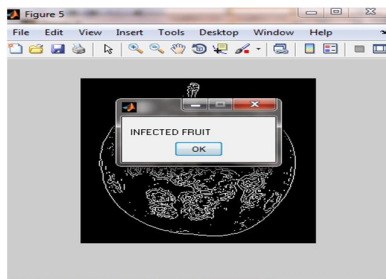 Figure 5
File Edit View Insert Tools Desktop Window Help
INFECTED FRUIT
OK